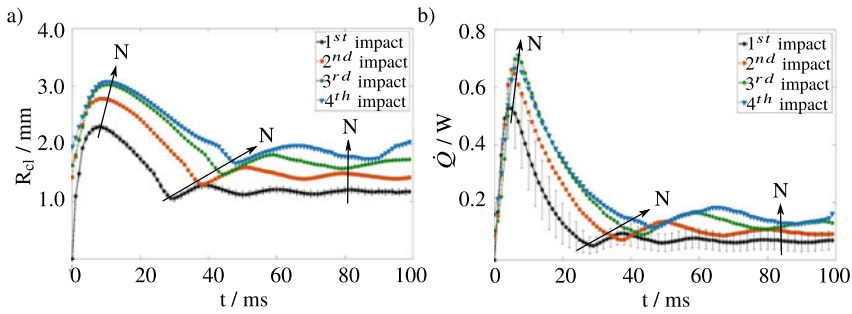 a)
4.0
3.0
2.0
1.0
R_cl / mm
N
N
N
1^st impact
2^nd impact
3^rd impact
4^th impact
0
20
40
60
80
100
t / ms
b)
0.8
0.6
0.4
0.2
Q̇ / W
N
N
N
1^st impact
2^nd impact
3^rd impact
4^th impact
0
20
40
60
80
100
t / ms